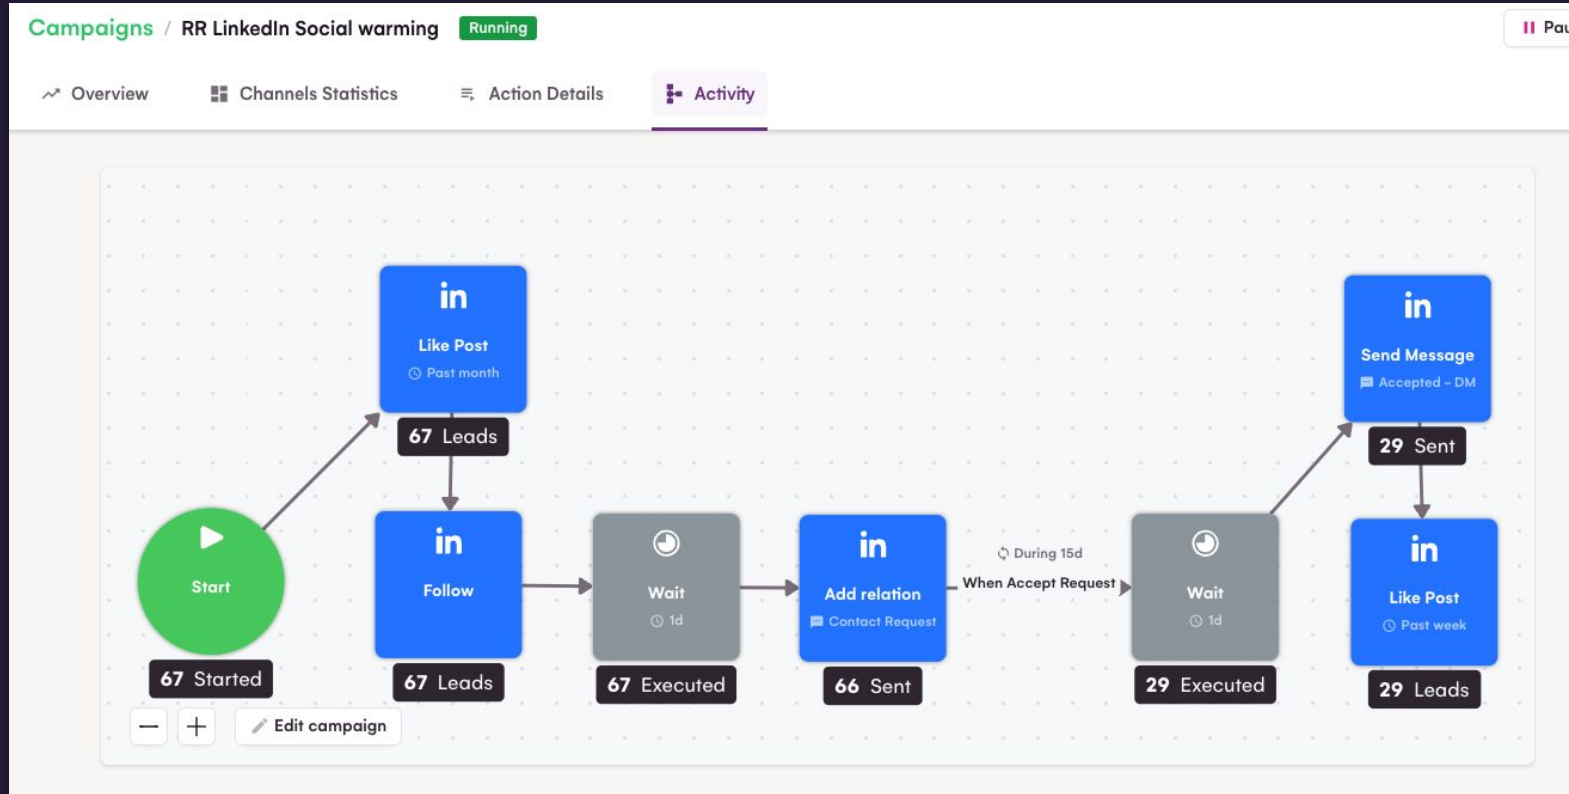 Campaigns / RR LinkedIn Social warming Running
Overview Channels Statistics Action Details Activity
in
Like Post
Past month
67 Leads
in
Send Message
Accepted - DM
29 Sent
Start
67 Started
in
Follow
67 Leads
Wait
1d
67 Executed
in
Add relation
Contact Request
66 Sent
During 15d
When Accept Request
Wait
1d
29 Executed
in
Like Post
Past week
29 Leads
Edit campaign